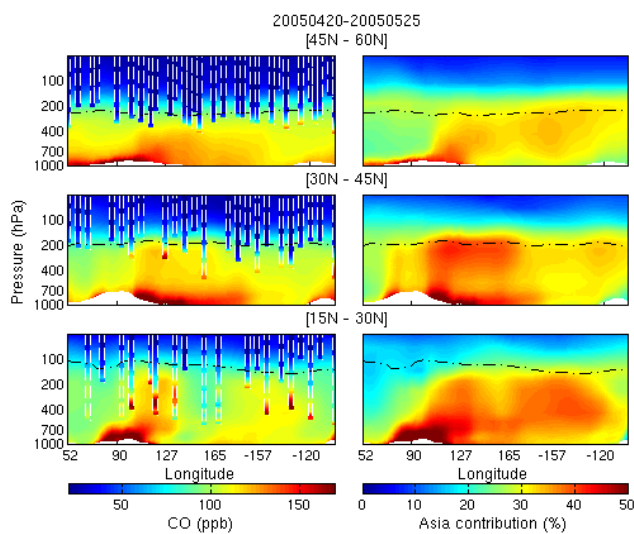 20050420-20050525
[45N - 60N]
100
200
400
700
1000
[30N - 45N]
100
200
400
700
1000
Pressure (hPa)
[15N - 30N]
100
200
400
700
1000
52 90 127 165 -157 -120
52 90 127 165 -157 -120
Longitude
Longitude
50 100 150
0 10 20 30 40 50
CO (ppb)
Asia contribution (%)